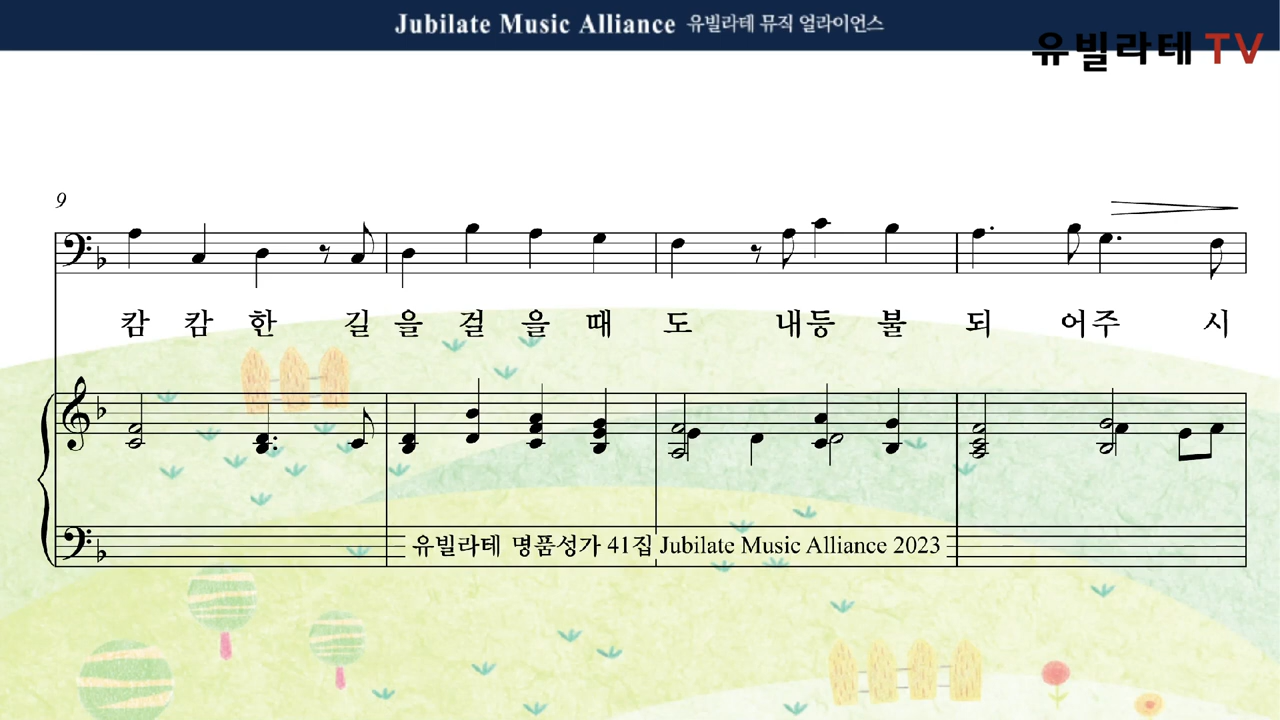 Jubilate Music Alliance 유빌라테 뮤직 얼라이언스
유빌라테 TV
9
캄 캄 한 길 을 걸 을 때 도 내 등 불 되 어 주 시
유빌라테 명품성가 41집 Jubilate Music Alliance 2023